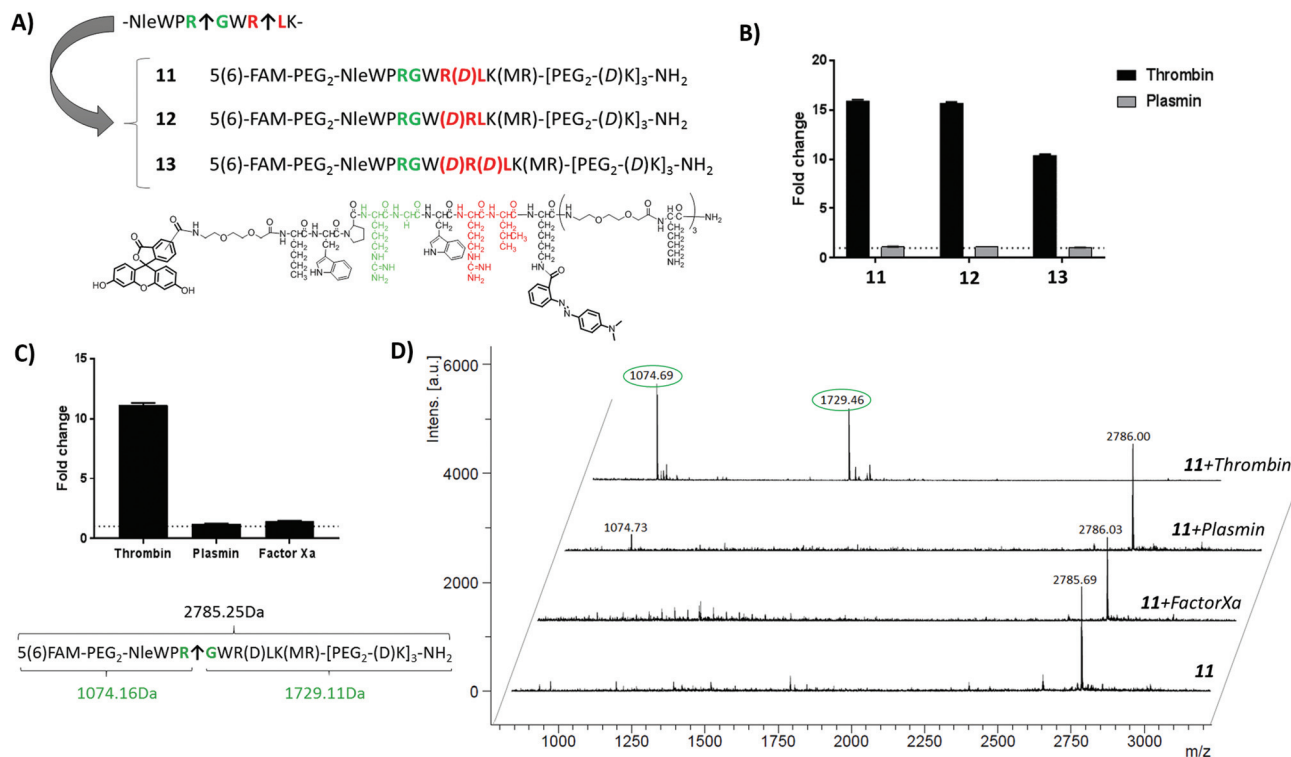 A)
-NleWPR↑GWR↑LK-
11 5(6)-FAM-PEG2-NleWPRGWR(D)LK(MR)-[PEG2-(D)K]3-NH2
12 5(6)-FAM-PEG2-NleWPRGW(D)RLK(MR)-[PEG2-(D)K]3-NH2
13 5(6)-FAM-PEG2-NleWPRGW(D)R(D)LK(MR)-[PEG2-(D)K]3-NH2
B)
Fold change
20
15
10
5
0
11 12 13
Thrombin
Plasmin
C)
Fold change
15
10
5
0
Thrombin Plasmin Factor Xa
2785.25Da
5(6)FAM-PEG2-NleWPR↑GWR(D)LK(MR)-[PEG2-(D)K]3-NH2
1074.16Da 1729.11Da
D)
Intens. [a.u.]
6000
4000
2000
0
1074.69
1729.46
11+Thrombin
2786.00
1074.73
11+Plasmin
2786.03
11+FactorXa
2785.69
11
1000 1250 1500 1750 2000 2250 2500 2750 3000
m/z